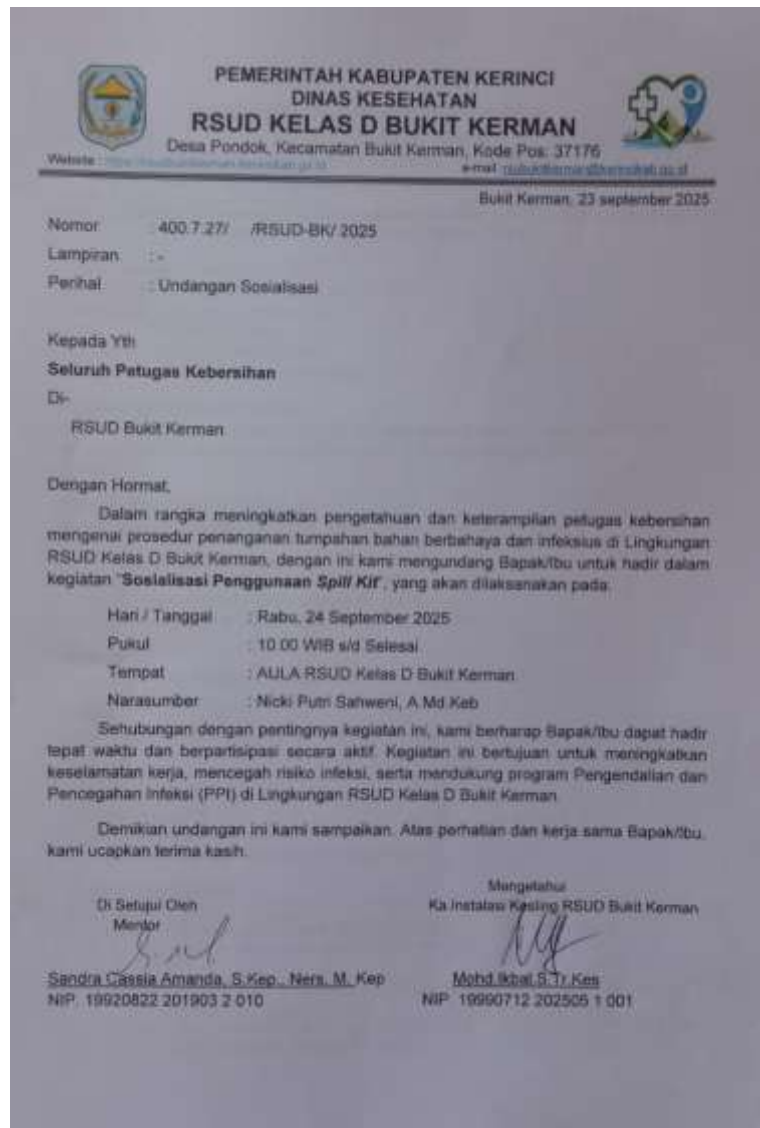 PEMERINTAH KABUPATEN KERINCI
DINAS KESEHATAN
RSUD KELAS D BUKIT KERMAN
Desa Pondok, Kecamatan Bukit Kerman, Kode Pos: 37176
Website : e-mail
Bukit Kerman, 23 september 2025
Nomor : 400.7.27/ /RSUD-BK/ 2025
Lampiran : -
Perihal : Undangan Sosialisasi
Kepada Yth
Seluruh Petugas Kebersihan
Di-
RSUD Bukit Kerman
Dengan Hormat,
Dalam rangka meningkatkan pengetahuan dan keterampilan petugas kebersihan
mengenai prosedur penanganan tumpahan bahan berbahaya dan infeksius di Lingkungan
RSUD Kelas D Bukit Kerman, dengan ini kami mengundang Bapak/Ibu untuk hadir dalam
kegiatan "Sosialisasi Penggunaan Spill Kit", yang akan dilaksanakan pada:
Hari / Tanggal : Rabu, 24 September 2025
Pukul : 10.00 WIB s/d Selesai
Tempat : AULA RSUD Kelas D Bukit Kerman
Narasumber : Nicki Putri Sahweni, A.Md.Keb
Sehubungan dengan pentingnya kegiatan ini, kami berharap Bapak/Ibu dapat hadir
tepat waktu dan berpartisipasi secara aktif. Kegiatan ini bertujuan untuk meningkatkan
keselamatan kerja, mencegah risiko infeksi, serta mendukung program Pengendalian dan
Pencegahan Infeksi (PPI) di Lingkungan RSUD Kelas D Bukit Kerman.
Demikian undangan ini kami sampaikan. Atas perhatian dan kerja sama Bapak/Ibu,
kami ucapkan terima kasih.
Di Setujui Oleh
Mentor
Sandra Cassia Amanda, S.Kep., Ners, M. Kep
NIP. 19920822 201903 2 010
Mengetahui
Ka Instalasi Kesling RSUD Bukit Kerman
Mohd.Ikbal.S.Tr.Kes
NIP. 19990712 202505 1 001